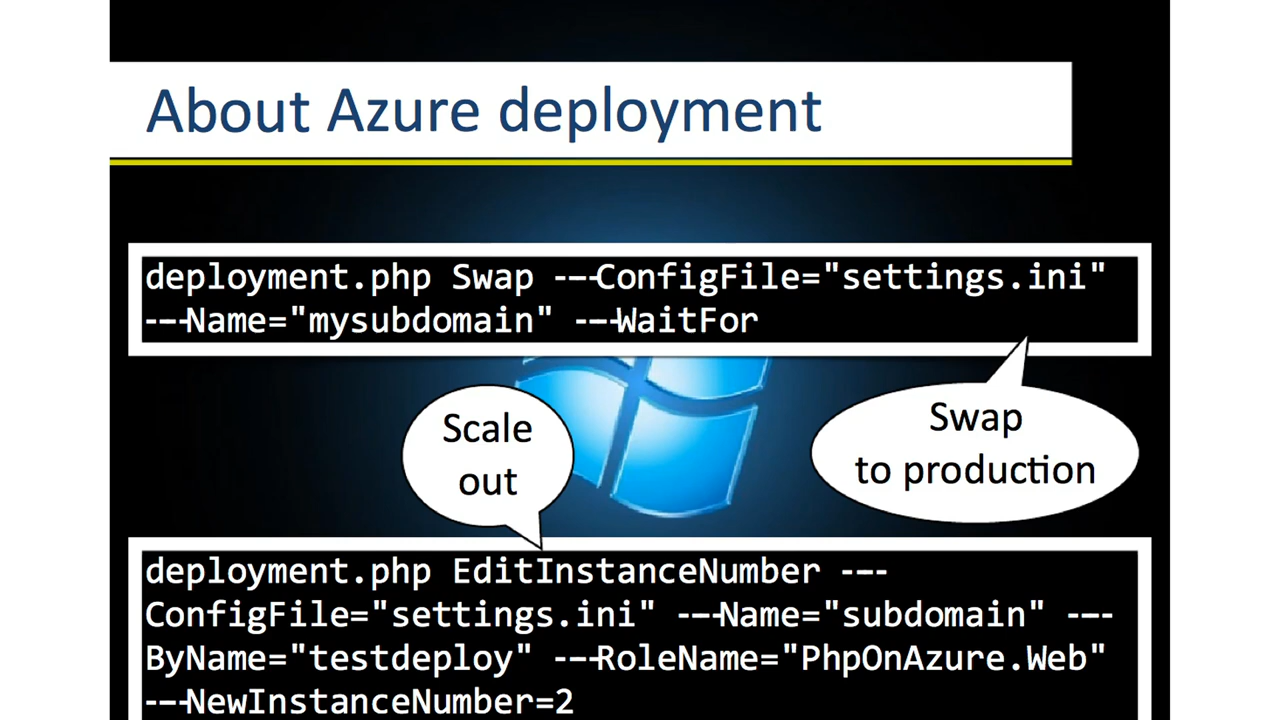 About Azure deployment
deployment.php Swap --ConfigFile="settings.ini"
--Name="mysubdomain" --WaitFor
Swap
to production
Scale
out
deployment.php EditInstanceNumber --
ConfigFile="settings.ini" --Name="subdomain" --
ByName="testdeploy" --RoleName="PhpOnAzure.Web"
--NewInstanceNumber=2